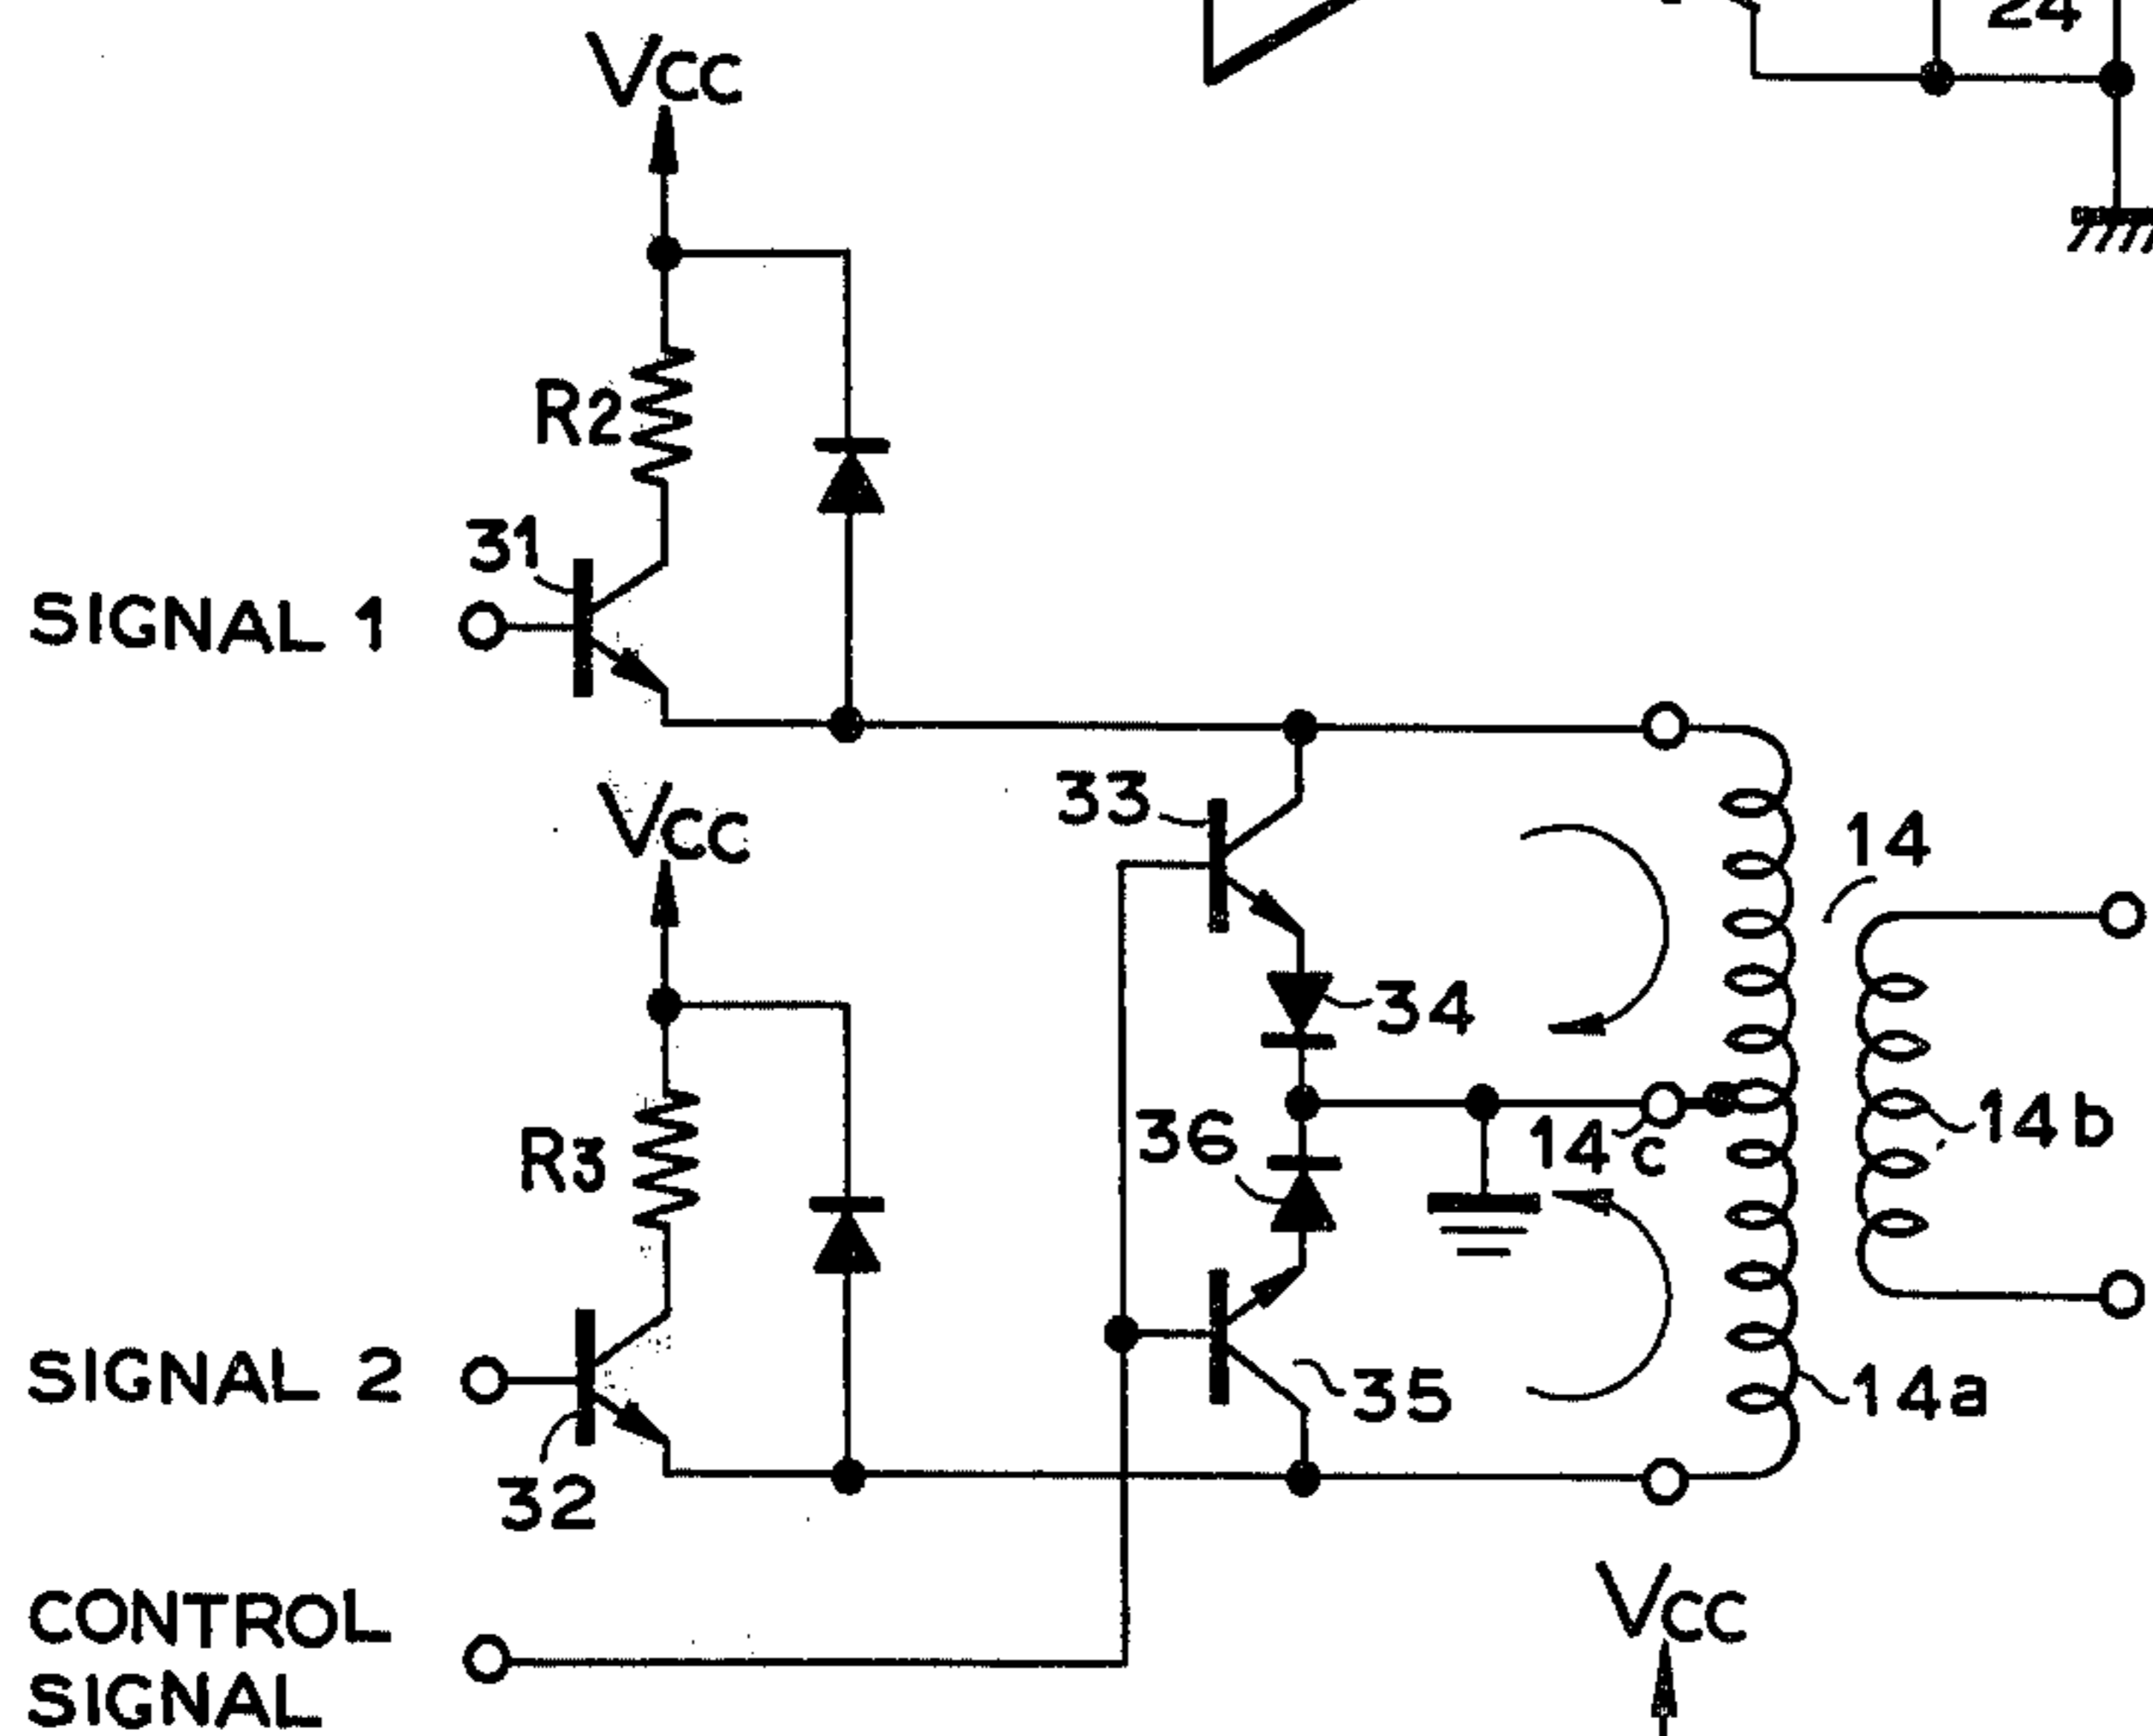 24
Vcc
R2
31
SIGNAL 1
Vcc
33
14
34
36
14c
14b
R3
35
14a
SIGNAL 2
32
Vcc
CONTROL
SIGNAL